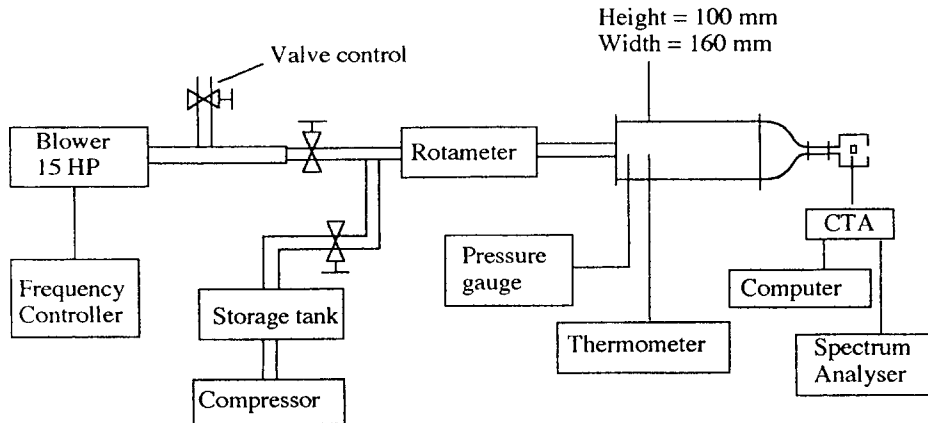 Height = 100 mm
Width = 160 mm
Valve control
Blower
15 HP
Rotameter
CTA
Pressure
gauge
Computer
Frequency
Controller
Storage tank
Thermometer
Spectrum
Analyser
Compressor